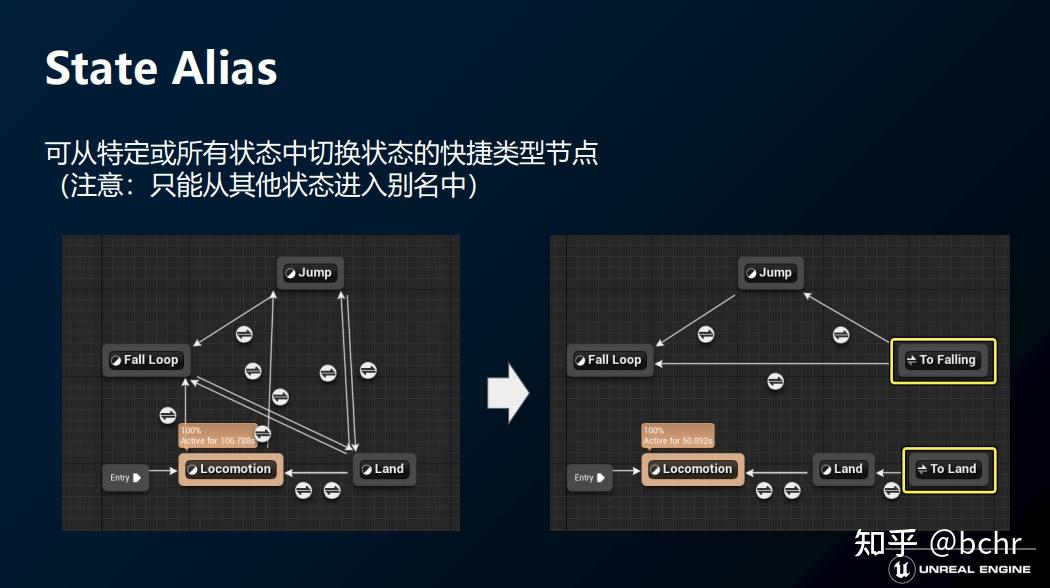 State Alias
可从特定或所有状态中切换状态的快捷类型节点
（注意：只能从其他状态进入别名中）
Jump
Fall Loop
100%
Active for 106.788s
Entry
Locomotion
Land
Jump
Fall Loop
To Falling
100%
Active for 50.892s
Entry
Locomotion
Land
To Land
知乎 @bchr
UNREAL ENGINE